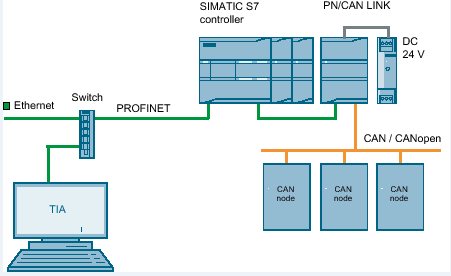 SIMATIC S7
controller
PN/CAN LINK
DC
24 V
Switch
Ethernet
PROFINET
CAN / CANopen
TIA
CAN
node
CAN
node
CAN
node